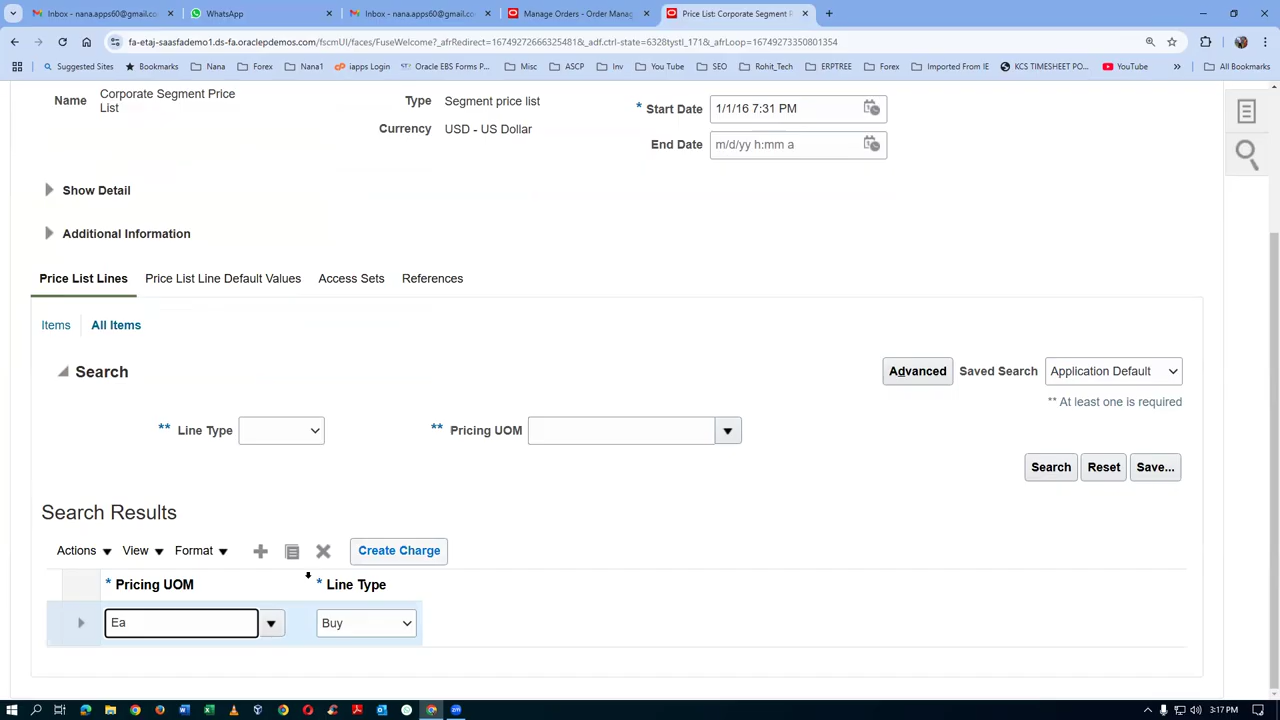 Inbox - nana.apps60@gmail.co
WhatsApp
Inbox - nana.apps60@gmail.co
Manage Orders - Order Manag
Price List: Corporate Segment P
fa-etaj-saasfademo1.ds-fa.oraclepdemos.com/fscmUI/faces/FuseWelcome?_afrRedirect=16749272666325481&_adf.ctrl-state=6328tystl_171&_afrLoop=16749273350801354
Suggested Sites
Bookmarks
Nana
Forex
Nana1
iapps Login
Oracle EBS Forms P...
Misc
ASCP
Inv
You Tube
SEO
Rohit_Tech
ERPTREE
Forex
Imported From IE
KCS TIMESHEET PO...
YouTube
All Bookmarks
Name Corporate Segment Price
List
Type Segment price list
* Start Date 1/1/16 7:31 PM
Currency USD - US Dollar
End Date m/d/yy h:mm a
Show Detail
Additional Information
Price List Lines Price List Line Default Values Access Sets References
Items All Items
Search
Advanced Saved Search Application Default
** At least one is required
** Line Type
** Pricing UOM
Search Reset Save...
Search Results
Actions View Format Create Charge
* Pricing UOM * Line Type
Ea Buy
3:17 PM